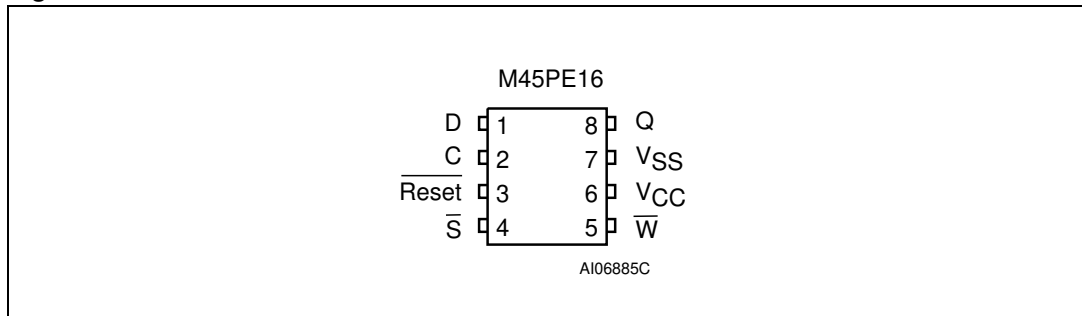 M45PE16
D 1 8 Q
C 2 7 VSS
Reset 3 6 VCC
S 4 5 W
AI06885C